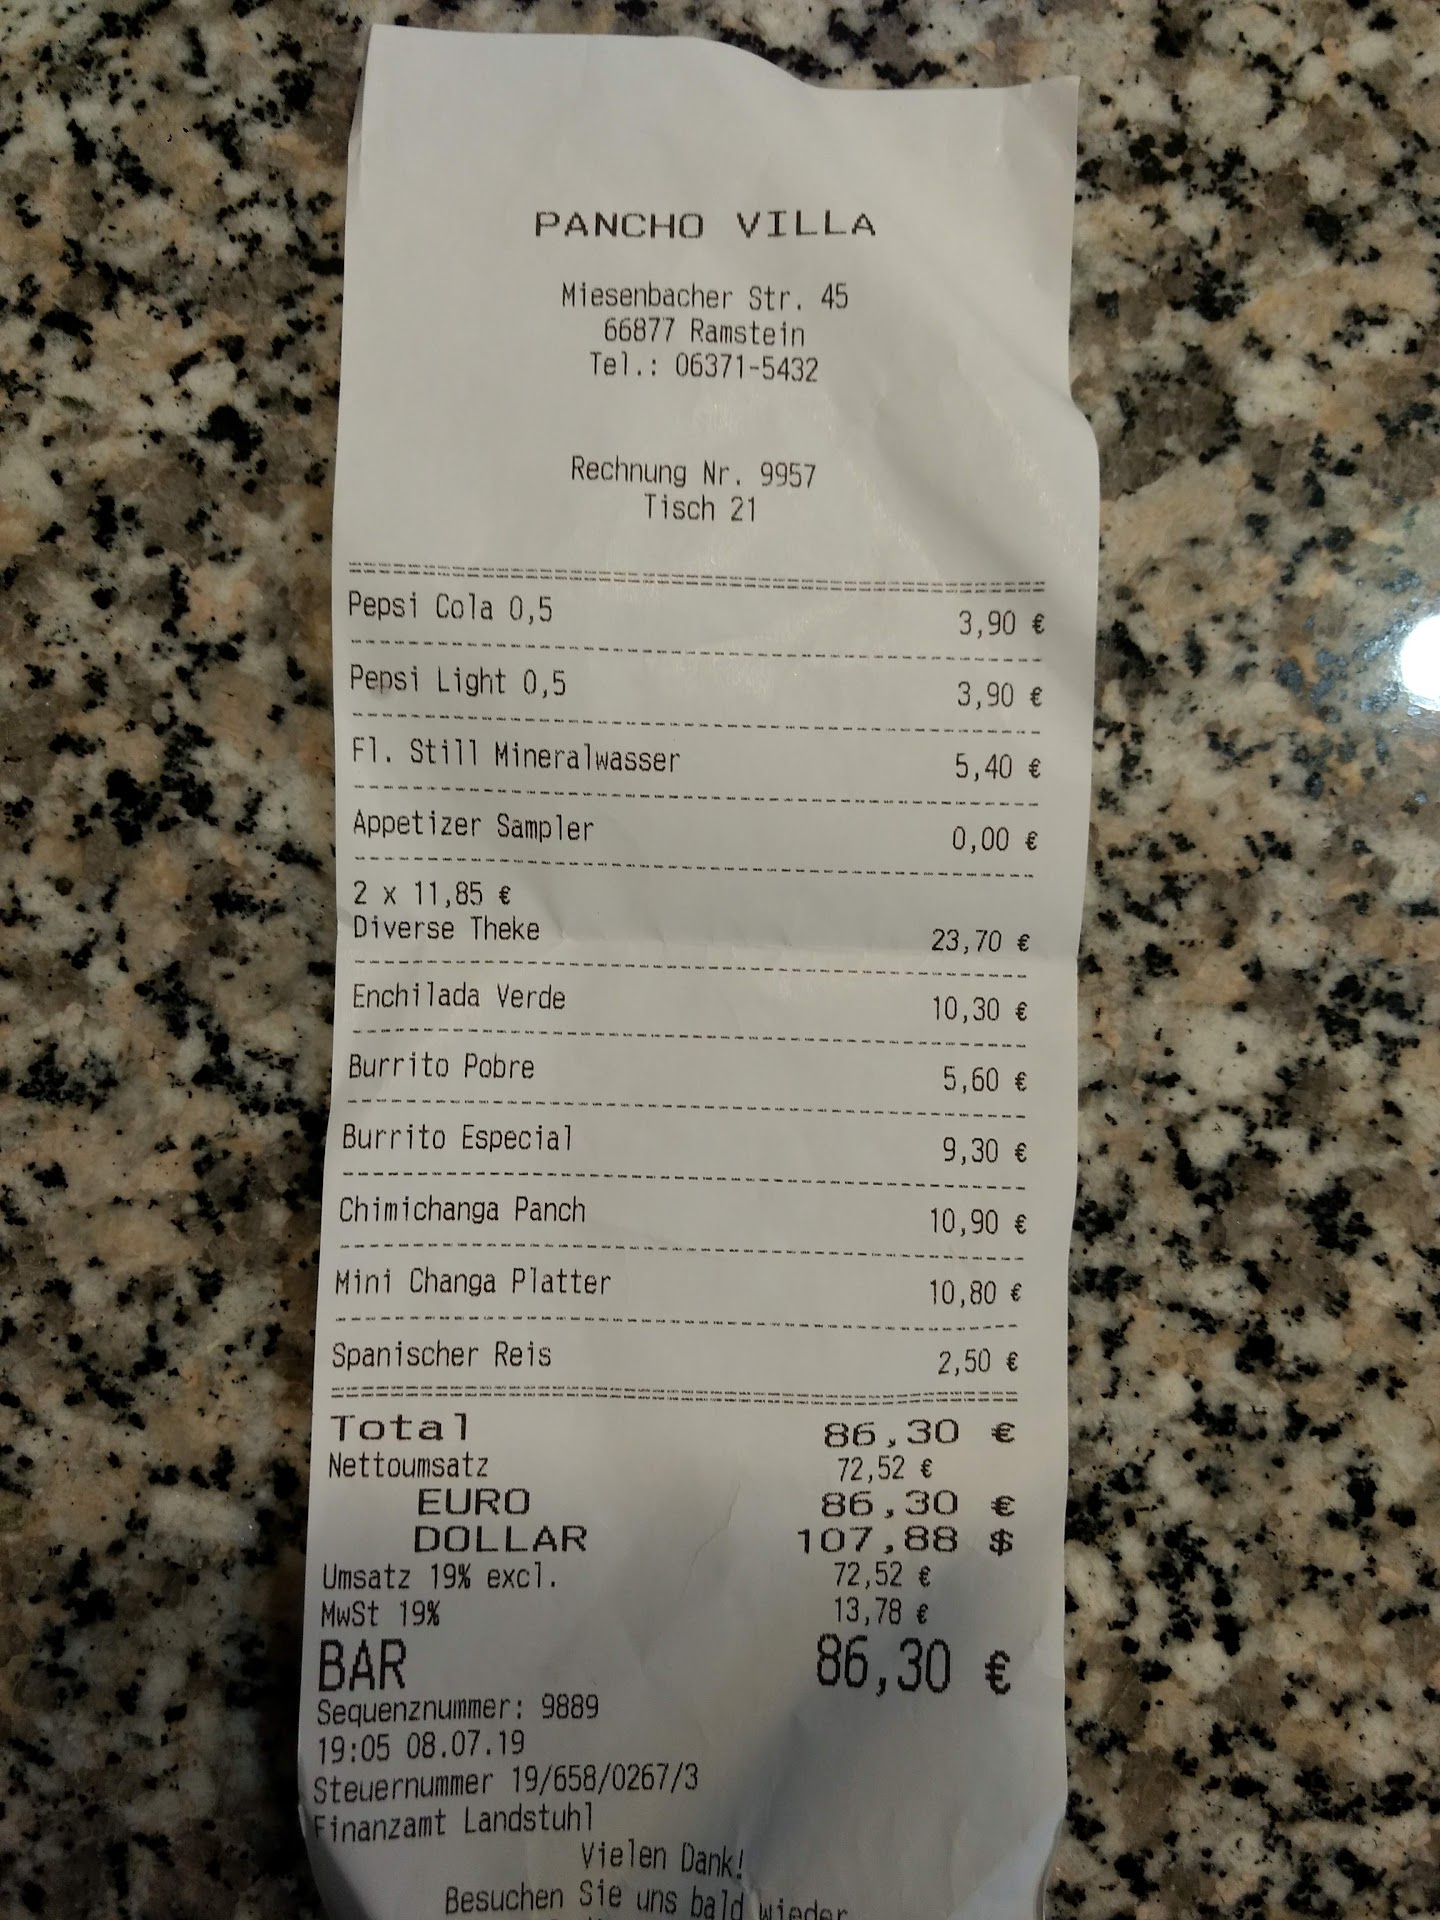 PANCHO VILLA
Miesenbacher Str. 45
66877 Ramstein
Tel.: 06371-5432
Rechnung Nr. 9957
Tisch 21
Pepsi Cola 0,5 3,90 €
Pepsi Light 0,5 3,90 €
Fl. Still Mineralwasser 5,40 €
Appetizer Sampler 0,00 €
2 x 11,85 €
Diverse Theke 23,70 €
Enchilada Verde 10,30 €
Burrito Pobre 5,60 €
Burrito Especial 9,30 €
Chimichanga Panch 10,90 €
Mini Changa Platter 10,80 €
Spanischer Reis 2,50 €
Total 86,30 €
Nettoumsatz 72,52 €
EURO 86,30 €
DOLLAR 107,88 $
Umsatz 19% excl. 72,52 €
MwSt 19% 13,78 €
BAR 86,30 €
Sequenznummer: 9889
19:05 08.07.19
Steuernummer 19/658/0267/3
Finanzamt Landstuhl
Vielen Dank!
Besuchen Sie uns bald wieder